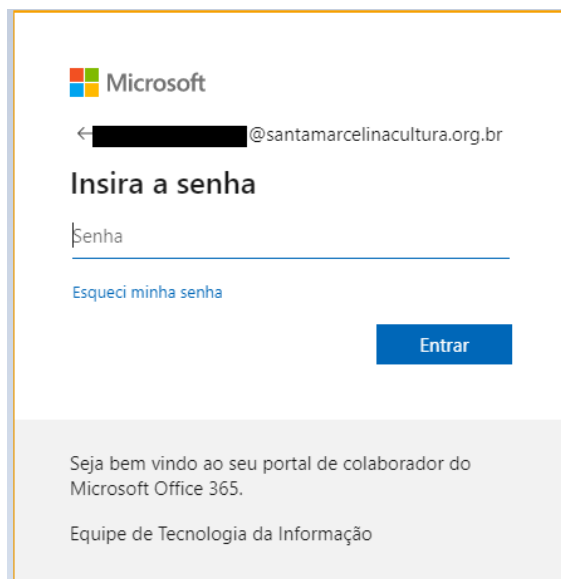 Microsoft
@santamarcelinacultura.org.br
Insira a senha
Senha
Esqueci minha senha
Entrar
Seja bem vindo ao seu portal de colaborador do
Microsoft Office 365.
Equipe de Tecnologia da Informação